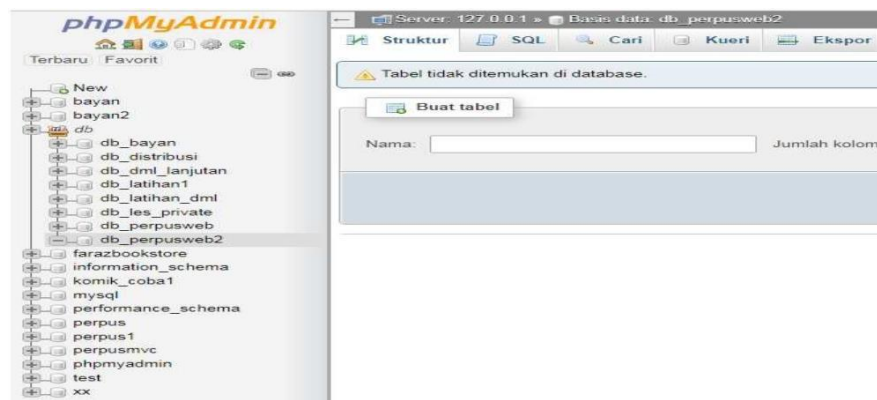 phpMyAdmin
Terbaru Favorit
New
bayan
bayan2
db
db_bayan
db_distribusi
db_dml_lanjutan
db_latihan1
db_latihan_dml
db_les_private
db_perpusweb
db_perpusweb2
farazbookstore
information_schema
komik_coba1
mysql
performance_schema
perpus
perpus1
perpusmvc
phpmyadmin
test
xx
Server: 127.0.0.1 » Basis data: db_perpusweb2
Struktur SQL Cari Kueri Ekspor
Tabel tidak ditemukan di database.
Buat tabel
Nama: Jumlah kolom